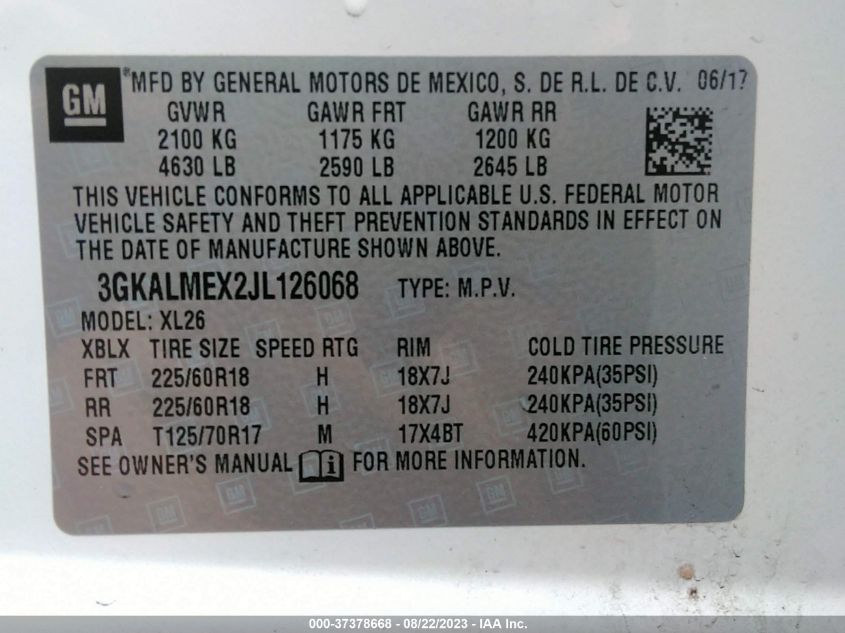 GM
*MFD BY GENERAL MOTORS DE MEXICO, S. DE R.L. DE C.V. 06/17
GVWR GAWR FRT GAWR RR
2100 KG 1175 KG 1200 KG
4630 LB 2590 LB 2645 LB
THIS VEHICLE CONFORMS TO ALL APPLICABLE U.S. FEDERAL MOTOR
VEHICLE SAFETY AND THEFT PREVENTION STANDARDS IN EFFECT ON
THE DATE OF MANUFACTURE SHOWN ABOVE.
3GKALMEX2JL126068 TYPE: M.P.V.
MODEL: XL26
XBLX TIRE SIZE SPEED RTG RIM COLD TIRE PRESSURE
FRT 225/60R18 H 18X7J 240KPA(35PSI)
RR 225/60R18 H 18X7J 240KPA(35PSI)
SPA T125/70R17 M 17X4BT 420KPA(60PSI)
SEE OWNER'S MANUAL FOR MORE INFORMATION.
000-37378668 - 08/22/2023 - IAA Inc.